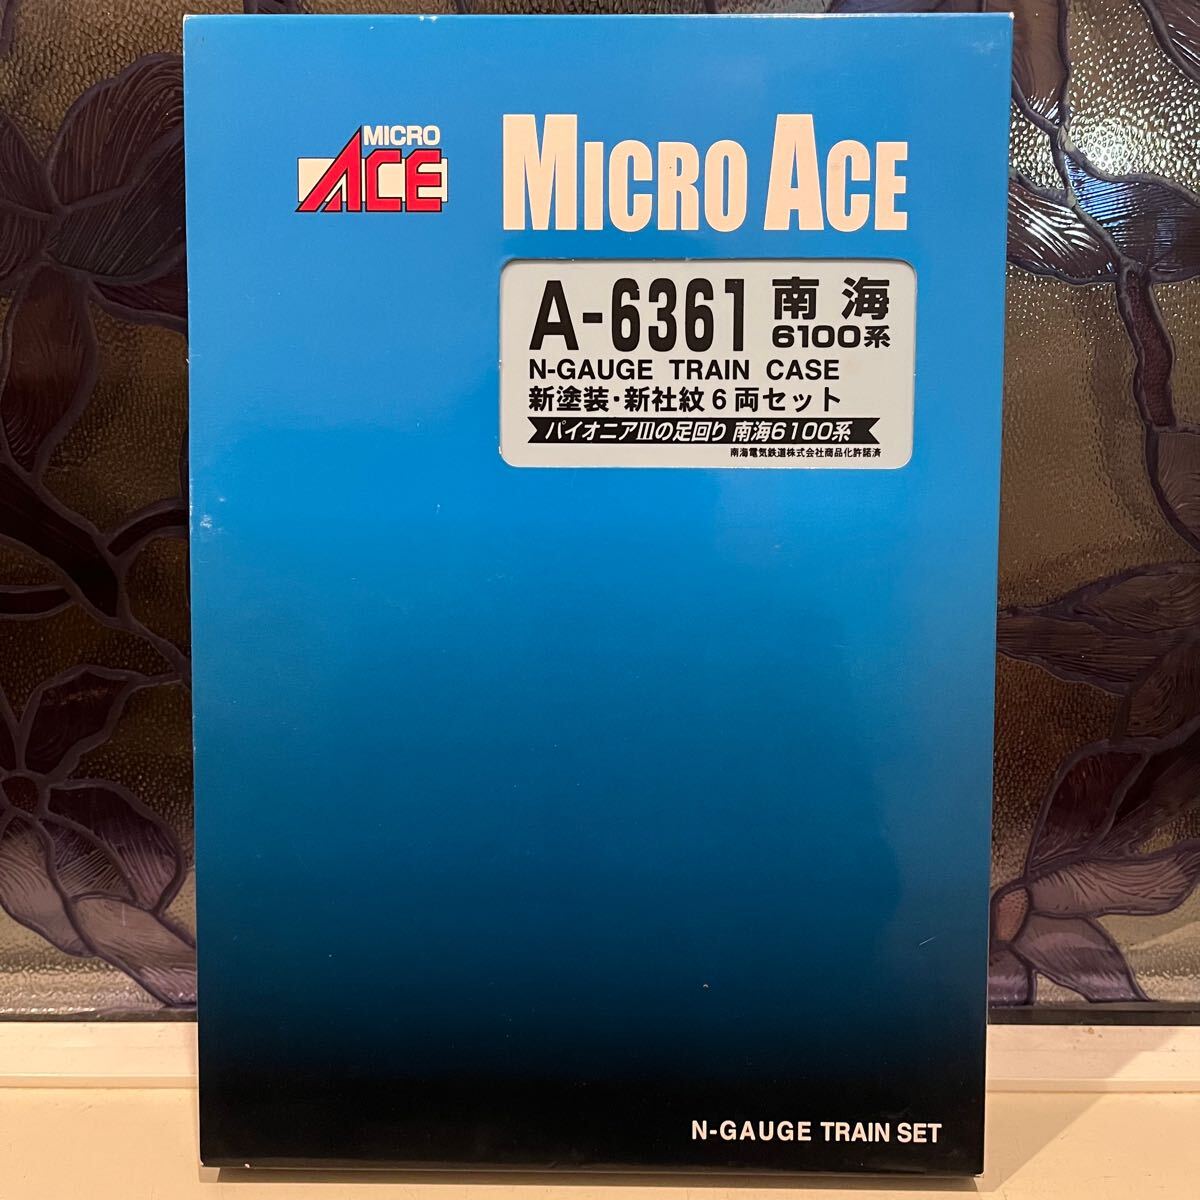 MICRO
ACE
MICRO ACE
A-6361 南海
6100系
N-GAUGE TRAIN CASE
新塗装・新社紋6両セット
パイオニアⅢの足回り 南海6100系
南海電気鉄道株式会社商品化許諾済
N-GAUGE TRAIN SET